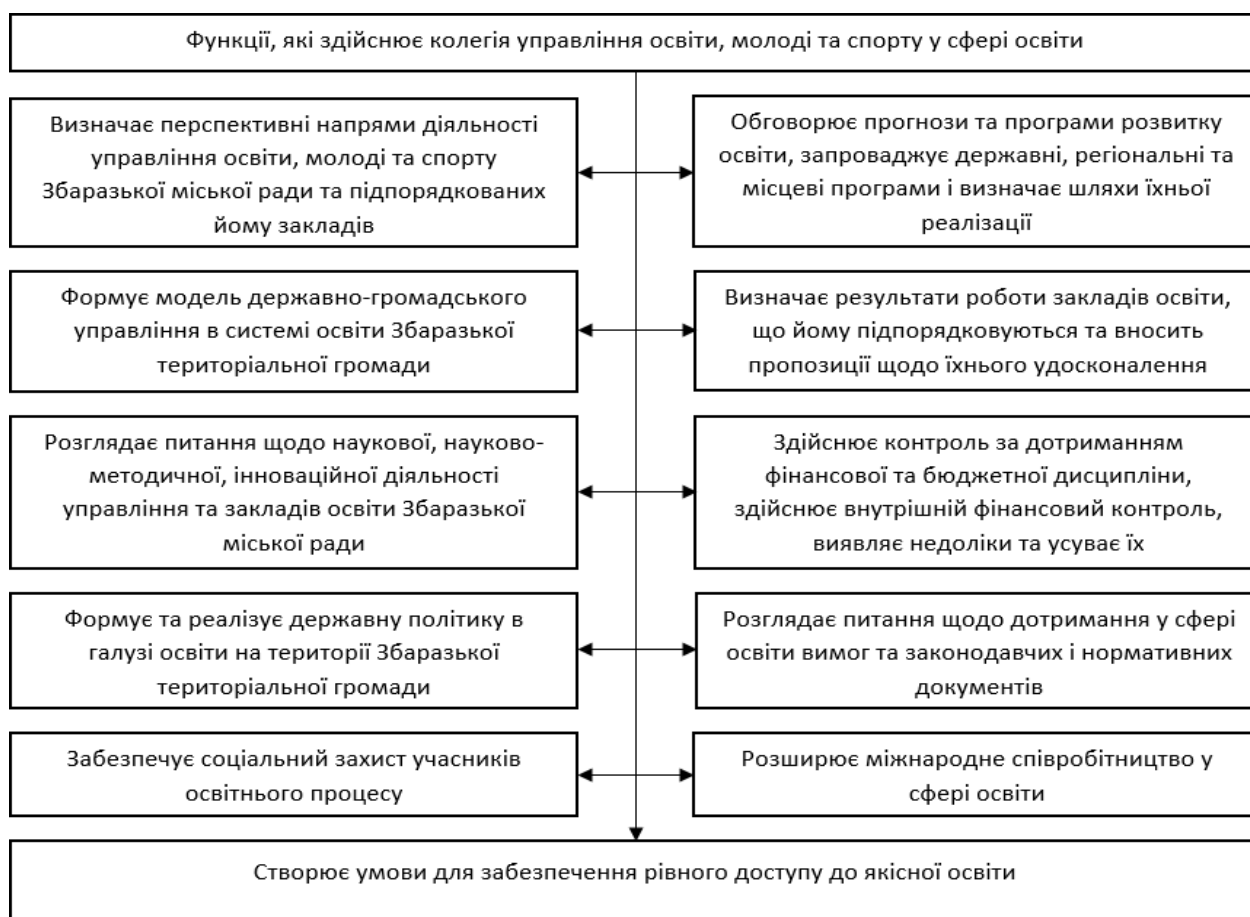 Функції, які здійснює колегія управління освіти, молоді та спорту у сфері освіти
Визначає перспективні напрями діяльності
управління освіти, молоді та спорту
Збаразької міської ради та підпорядкованих
йому закладів
Обговорює прогнози та програми розвитку
освіти, запроваджує державні, регіональні та
місцеві програми і визначає шляхи їхньої
реалізації
Формує модель державно-громадського
управління в системі освіти Збаразької
територіальної громади
Визначає результати роботи закладів освіти,
що йому підпорядковуються та вносить
пропозиції щодо їхнього удосконалення
Розглядає питання щодо наукової, науково-
методичної, інноваційної діяльності
управління та закладів освіти Збаразької
міської ради
Здійснює контроль за дотриманням
фінансової та бюджетної дисципліни,
здійснює внутрішній фінансовий контроль,
виявляє недоліки та усуває їх
Формує та реалізує державну політику в
галузі освіти на території Збаразької
територіальної громади
Розглядає питання щодо дотримання у сфері
освіти вимог та законодавчих і нормативних
документів
Забезпечує соціальний захист учасників
освітнього процесу
Розширює міжнародне співробітництво у
сфері освіти
Створює умови для забезпечення рівного доступу до якісної освіти